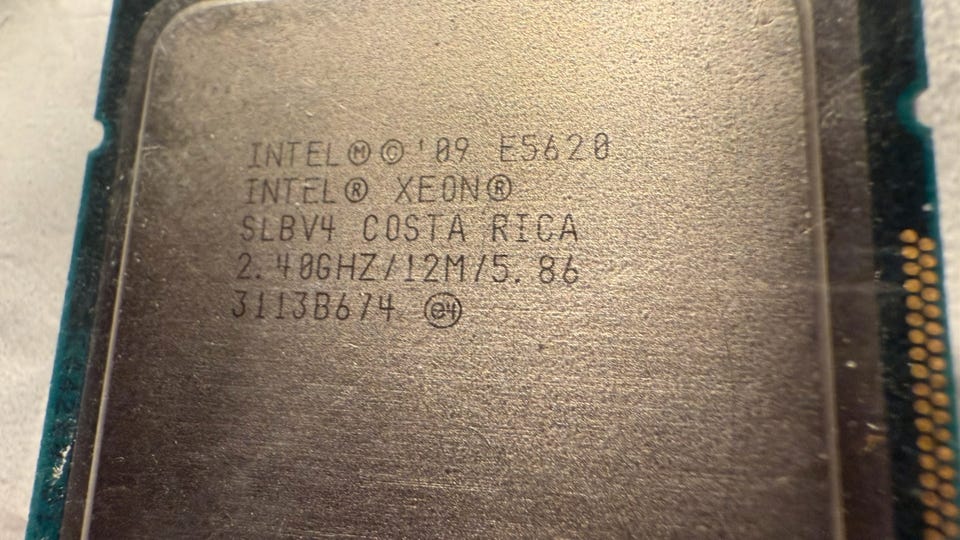 INTEL Ⓜ © '09 E5620
INTEL® XEON®
SLBV4 COSTA RICA
2.40GHZ/12M/5.86
3113B674 ⓔ4